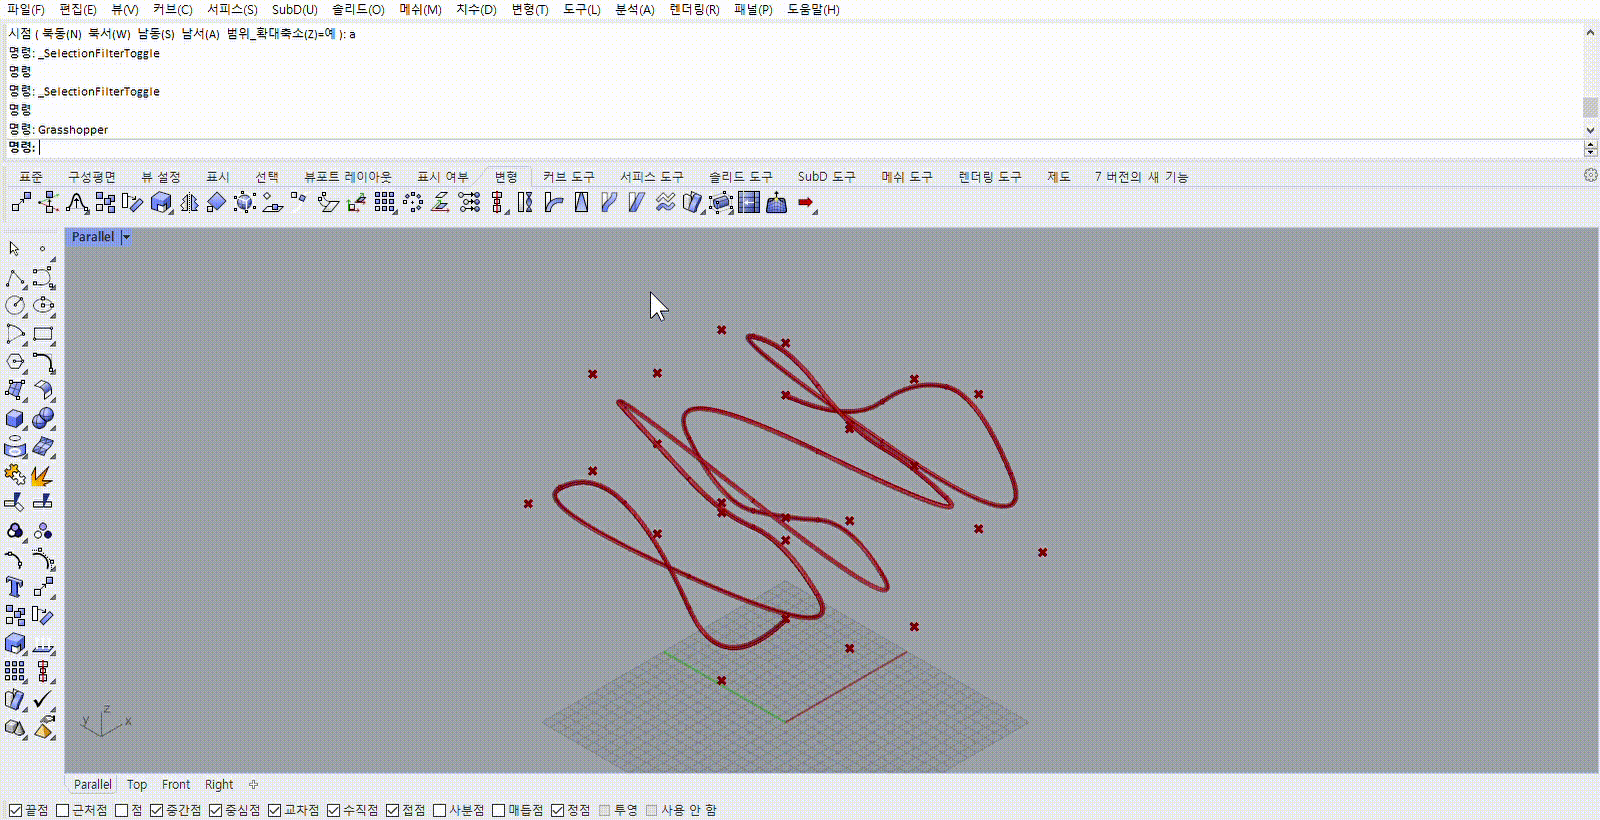 파일(F) 편집(E) 뷰(V) 커브(C) 서피스(S) SubD(U) 솔리드(O) 메쉬(M) 치수(D) 변형(T) 도구(L) 분석(A) 렌더링(R) 패널(P) 도움말(H)
시점 ( 북동(N) 북서(W) 남동(S) 남서(A) 범위_확대축소(Z)=예 ): a
명령: _SelectionFilterToggle
명령
명령: _SelectionFilterToggle
명령
명령: Grasshopper
명령:
표준 구성평면 뷰 설정 표시 선택 뷰포트 레이아웃 표시 여부 변형 커브 도구 서피스 도구 솔리드 도구 SubD 도구 메쉬 도구 렌더링 도구 제도 7 버전의 새 기능
Parallel
z
y x
Parallel Top Front Right
끝점 근처점 점 중간점 중심점 교차점 수직점 접점 사분점 매듭점 정점 투영 사용 안 함